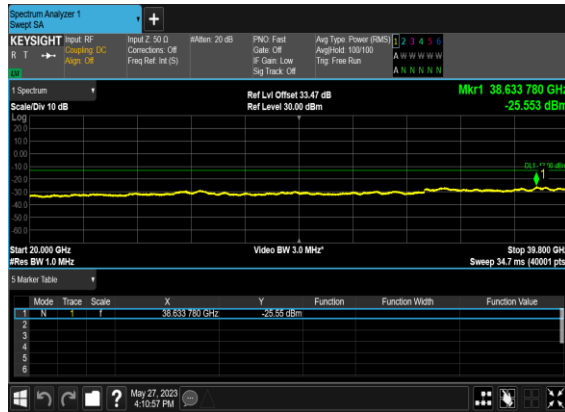 Spectrum Analyzer 1
Swept SA
+
KEYSIGHT Input: RF Input Z: 50 Ω #Atten: 20 dB PNO: Fast Avg Type: Power (RMS) 1 2 3 4 5 6
R T Coupling: DC Corrections: Off Gate: Off Avg|Hold: 100/100 A W W W W W
Align: Off Freq Ref: Int (S) IF Gain: Low Trig: Free Run
Sig Track: Off A N N N N N
LXI
1 Spectrum Ref Lvl Offset 33.47 dB Mkr1 38.633 780 GHz
Scale/Div 10 dB Ref Level 30.00 dBm -25.553 dBm
Log
20.0
10.0
0.00
-10.0
DL1 -13.00 dBm
1
-20.0
-30.0
-40.0
-50.0
-60.0
Start 20.000 GHz Video BW 3.0 MHz* Stop 39.800 GHz
#Res BW 1.0 MHz Sweep 34.7 ms (40001 pts)
5 Marker Table
Mode Trace Scale X Y Function Function Width Function Value
1 N 1 f 38.633 780 GHz -25.55 dBm
2
3
4
5
6
? May 27, 2023
4:10:57 PM